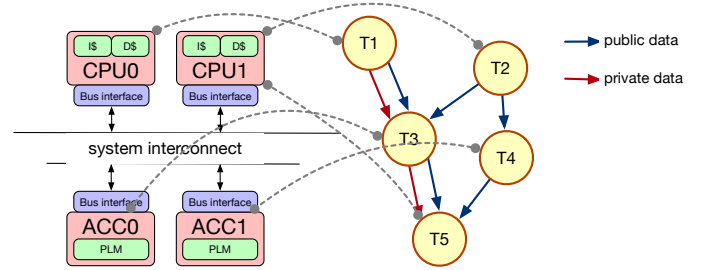 I$ D$
CPU0
Bus interface
I$ D$
CPU1
Bus interface
system interconnect
Bus interface
ACC0
PLM
Bus interface
ACC1
PLM
T1
T2
T3
T4
T5
public data
private data